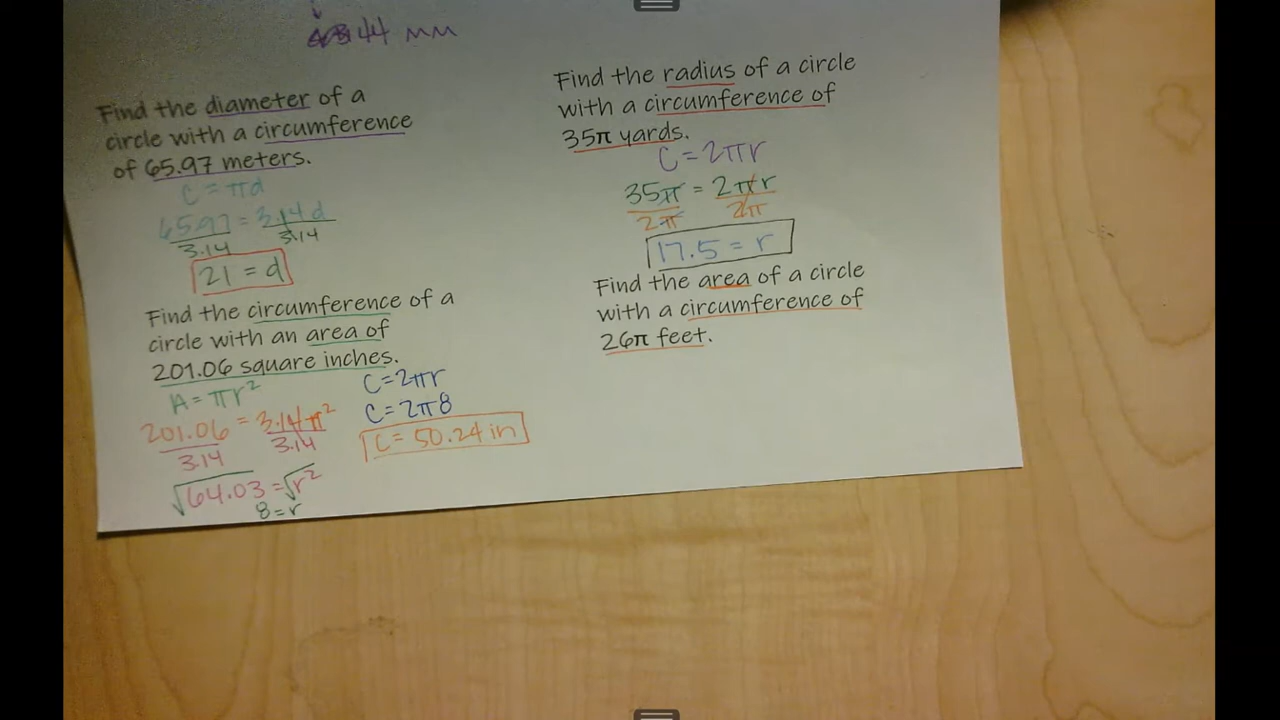 44 mm
Find the diameter of a
circle with a circumference
of 65.97 meters.
C = πd
65.97 = 3.14d
3.14 3.14
21 = d
Find the circumference of a
circle with an area of
201.06 square inches.
A = πr²
201.06 = 3.14r²
3.14 3.14
√64.03 = √r²
8 = r
C = 2πr
C = 2π8
C = 50.24 in
Find the radius of a circle
with a circumference of
35π yards.
C = 2πr
35π = 2πr
2π 2π
17.5 = r
Find the area of a circle
with a circumference of
26π feet.